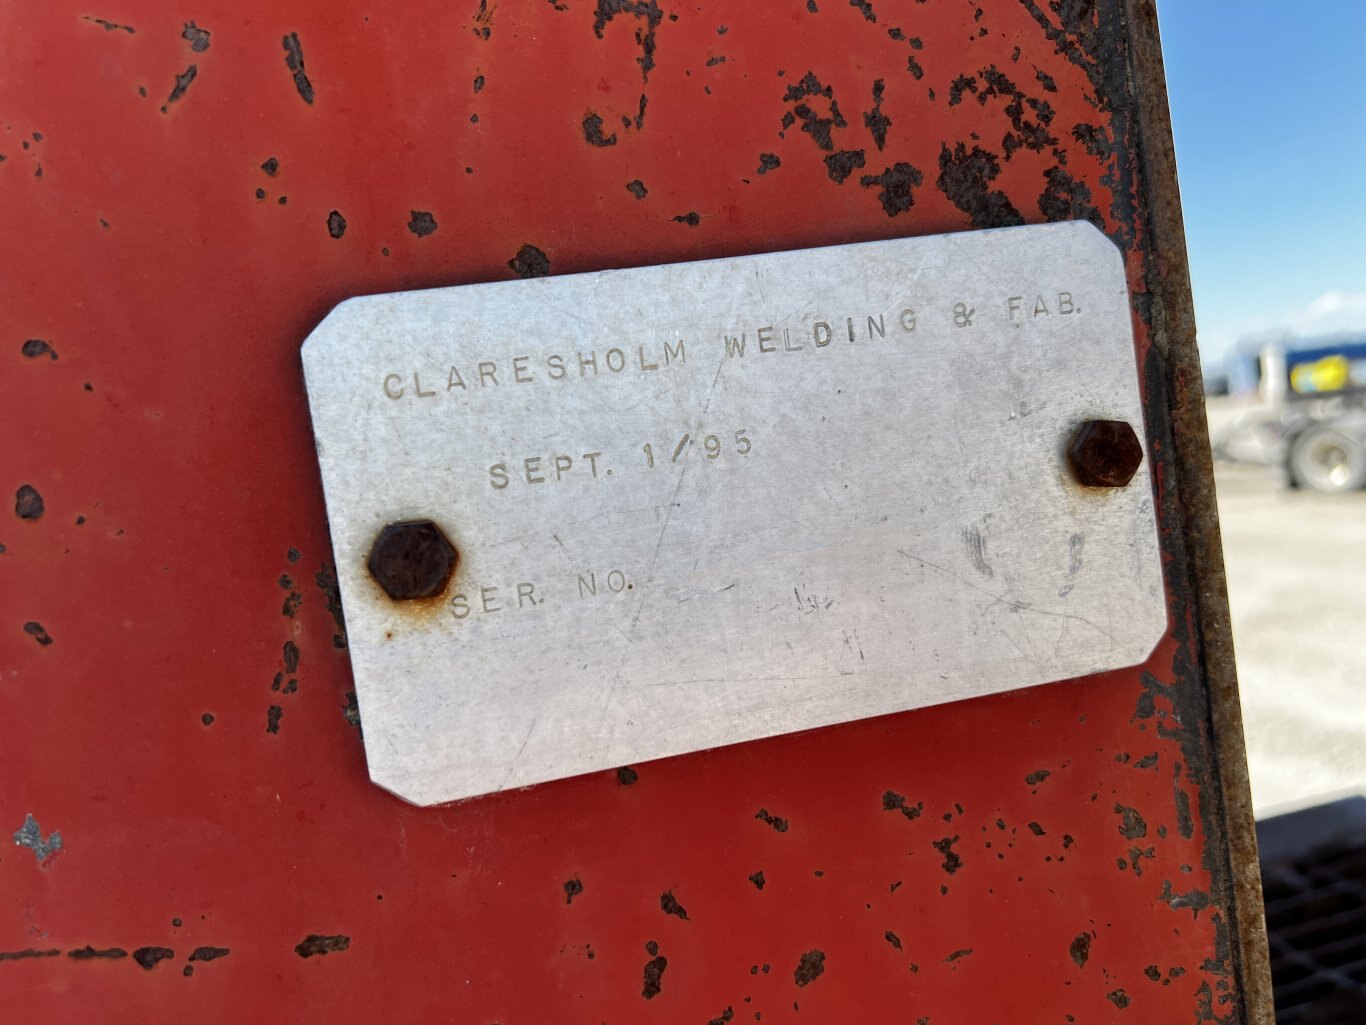 CLARESHOLM WELDING & FAB.
SEPT. 1/95
SER. NO.